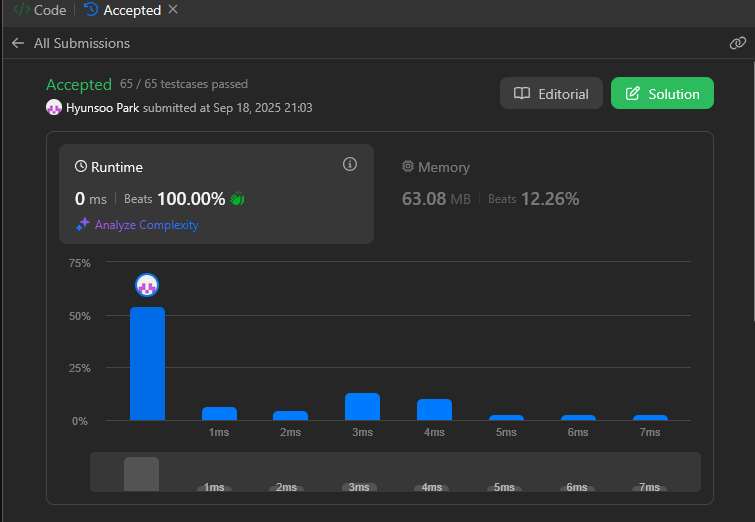 </> Code | Accepted ×
← All Submissions
Accepted 65 / 65 testcases passed
Hyunsoo Park submitted at Sep 18, 2025 21:03
Editorial
Solution
Runtime
0 ms | Beats 100.00%
Analyze Complexity
Memory
63.08 MB | Beats 12.26%
75%
50%
25%
0%
1ms 2ms 3ms 4ms 5ms 6ms 7ms
1ms 2ms 3ms 4ms 5ms 6ms 7ms